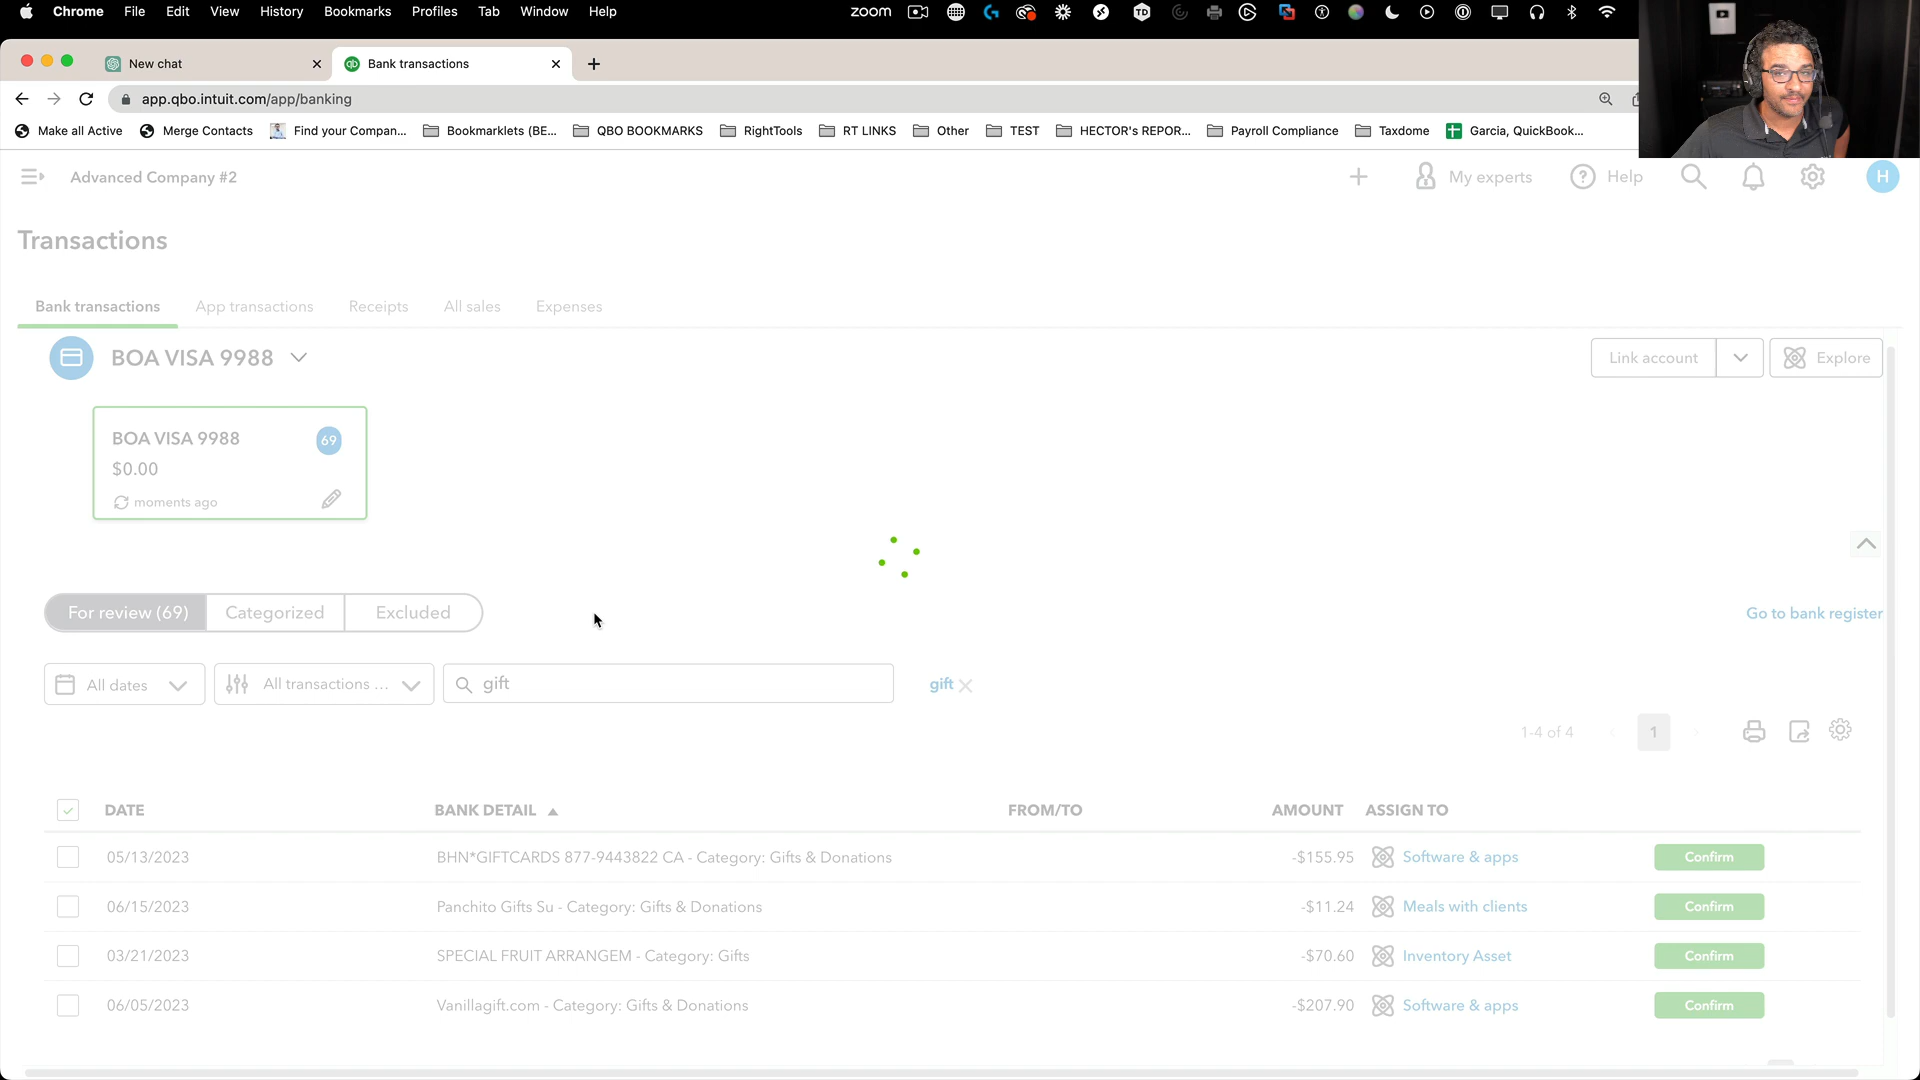 Chrome File Edit View History Bookmarks Profiles Tab Window Help zoom TD
New chat
Bank transactions
app.qbo.intuit.com/app/banking
Make all Active Merge Contacts Find your Compan... Bookmarklets (BE... QBO BOOKMARKS RightTools RT LINKS Other TEST HECTOR's REPOR... Payroll Compliance Taxdome Garcia, QuickBook...
Advanced Company #2 My experts Help H
Transactions
Bank transactions App transactions Receipts All sales Expenses
BOA VISA 9988 Link account Explore
BOA VISA 9988 69
$0.00
moments ago
For review (69) Categorized Excluded Go to bank register
All dates All transactions ... gift gift
1-4 of 4 1
DATE BANK DETAIL FROM/TO AMOUNT ASSIGN TO
05/13/2023 BHN*GIFTCARDS 877-9443822 CA - Category: Gifts & Donations -$155.95 Software & apps Confirm
06/15/2023 Panchito Gifts Su - Category: Gifts & Donations -$11.24 Meals with clients Confirm
03/21/2023 SPECIAL FRUIT ARRANGEM - Category: Gifts -$70.60 Inventory Asset Confirm
06/05/2023 Vanillagift.com - Category: Gifts & Donations -$207.90 Software & apps Confirm